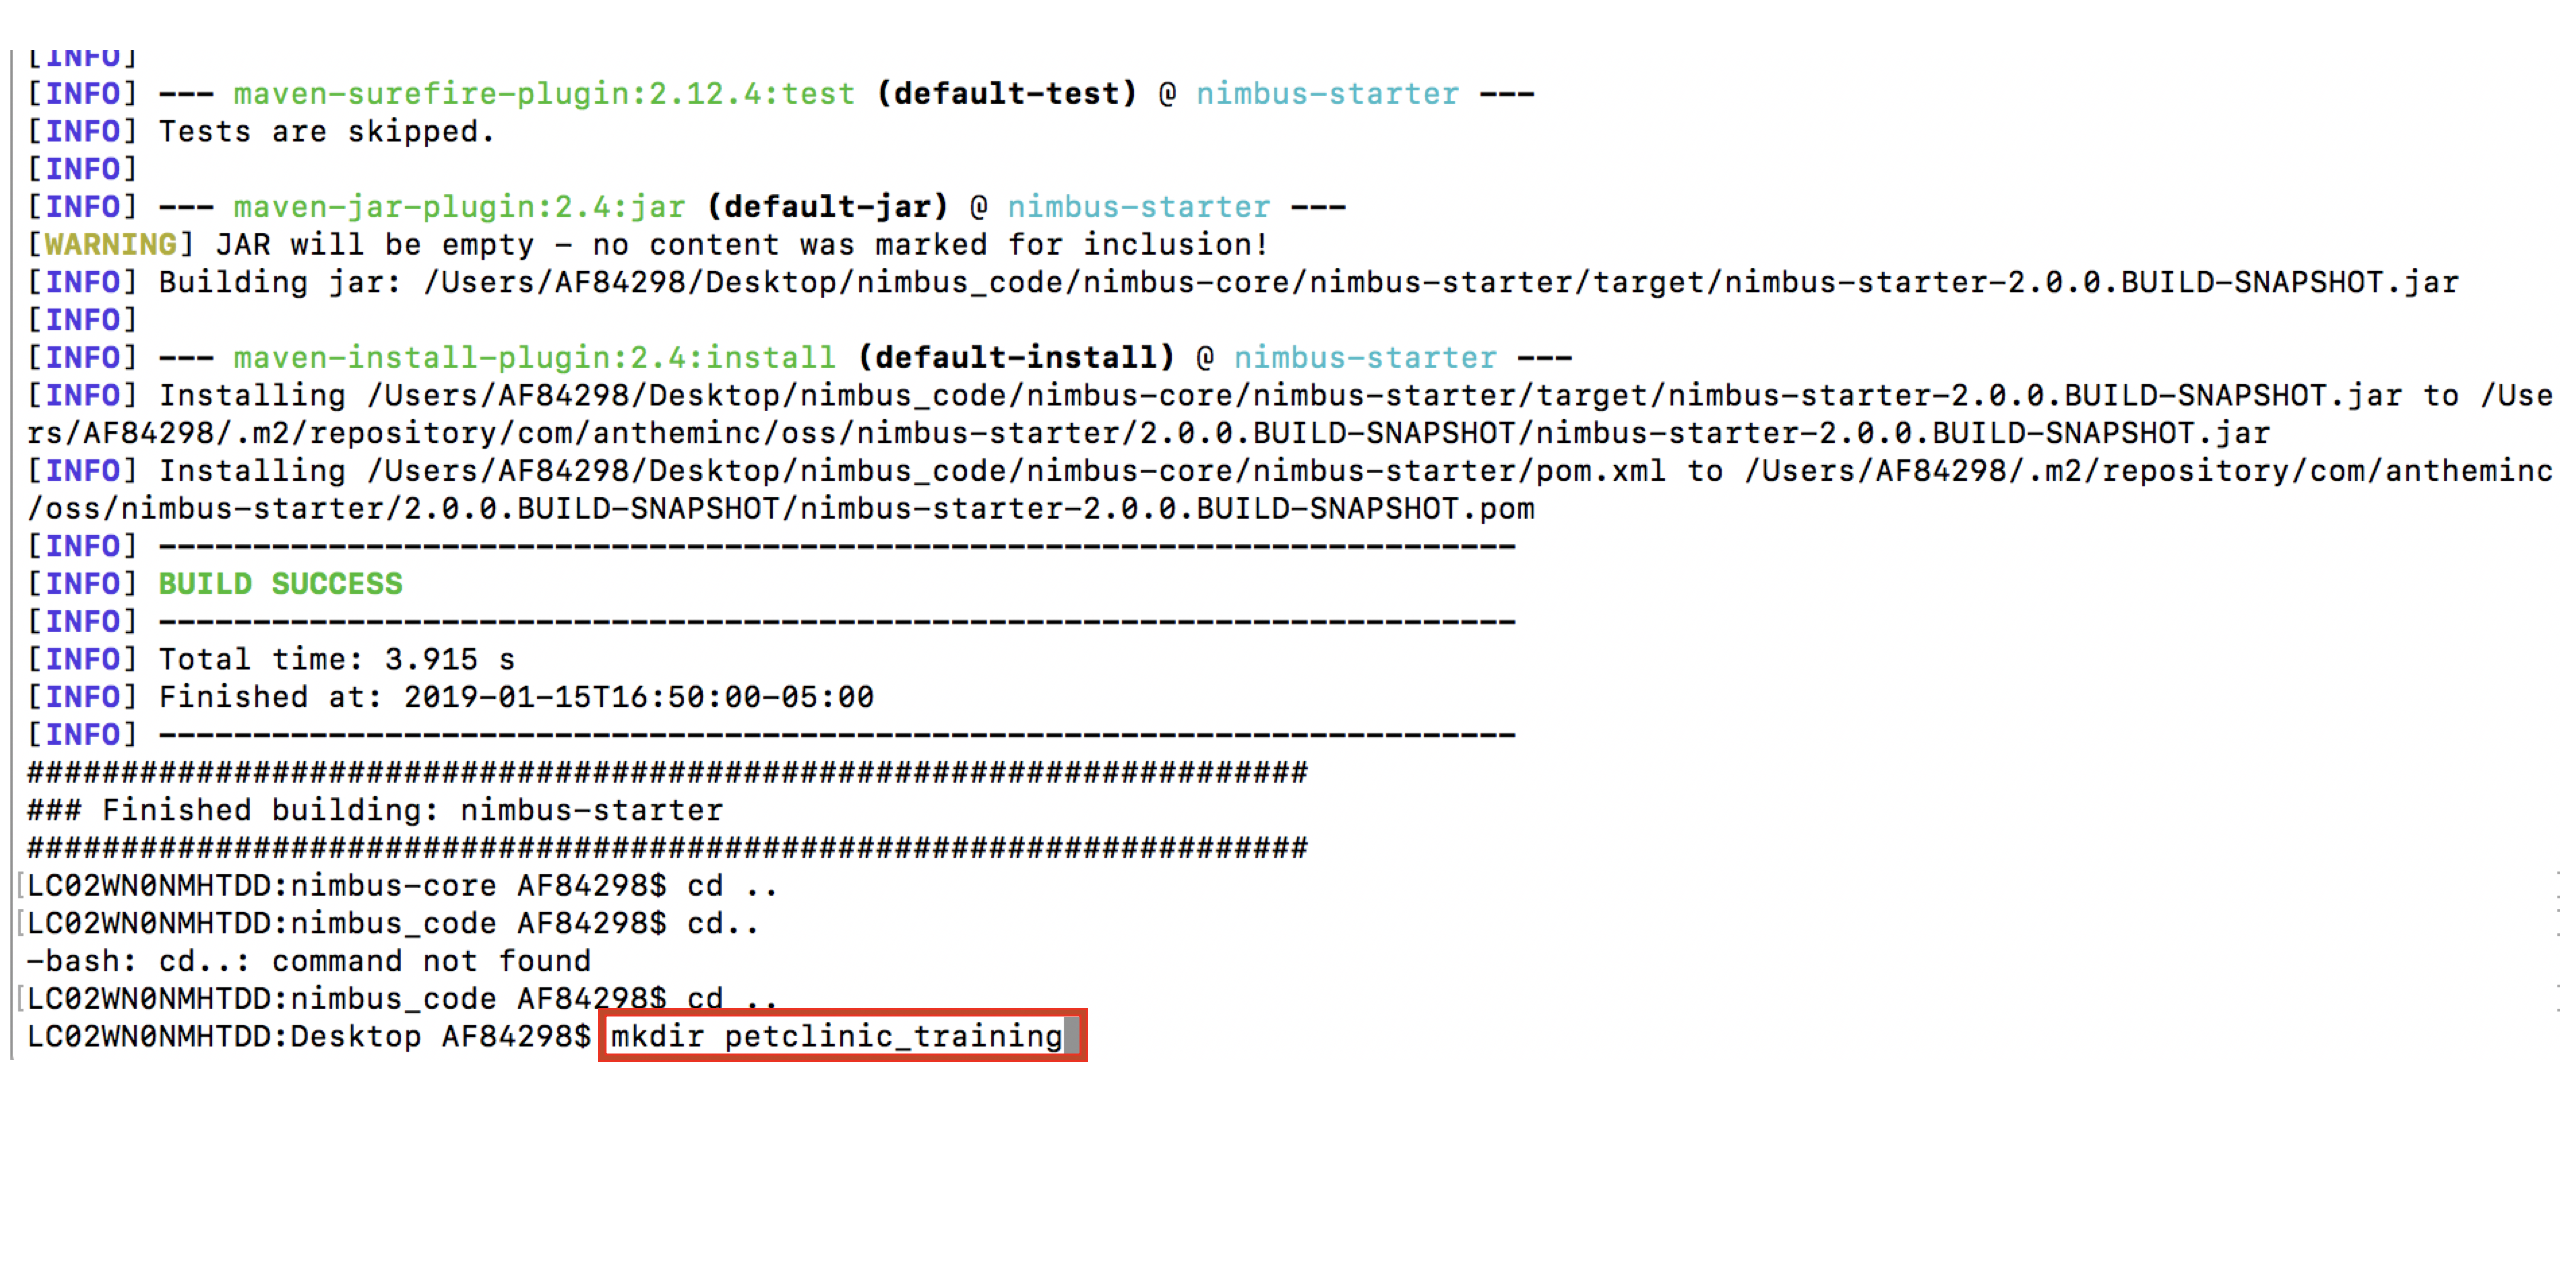 [INFO]
[INFO] --- maven-surefire-plugin:2.12.4:test (default-test) @ nimbus-starter ---
[INFO] Tests are skipped.
[INFO]
[INFO] --- maven-jar-plugin:2.4:jar (default-jar) @ nimbus-starter ---
[WARNING] JAR will be empty - no content was marked for inclusion!
[INFO] Building jar: /Users/AF84298/Desktop/nimbus_code/nimbus-core/nimbus-starter/target/nimbus-starter-2.0.0.BUILD-SNAPSHOT.jar
[INFO]
[INFO] --- maven-install-plugin:2.4:install (default-install) @ nimbus-starter ---
[INFO] Installing /Users/AF84298/Desktop/nimbus_code/nimbus-core/nimbus-starter/target/nimbus-starter-2.0.0.BUILD-SNAPSHOT.jar to /Use
rs/AF84298/.m2/repository/com/antheminc/oss/nimbus-starter/2.0.0.BUILD-SNAPSHOT/nimbus-starter-2.0.0.BUILD-SNAPSHOT.jar
[INFO] Installing /Users/AF84298/Desktop/nimbus_code/nimbus-core/nimbus-starter/pom.xml to /Users/AF84298/.m2/repository/com/antheminc
/oss/nimbus-starter/2.0.0.BUILD-SNAPSHOT/nimbus-starter-2.0.0.BUILD-SNAPSHOT.pom
[INFO] ------------------------------------------------------------------------
[INFO] BUILD SUCCESS
[INFO] ------------------------------------------------------------------------
[INFO] Total time: 3.915 s
[INFO] Finished at: 2019-01-15T16:50:00-05:00
[INFO] ------------------------------------------------------------------------
####################################################################
### Finished building: nimbus-starter
####################################################################
LC02WN0NMHTDD:nimbus-core AF84298$ cd ..
LC02WN0NMHTDD:nimbus_code AF84298$ cd..
-bash: cd..: command not found
LC02WN0NMHTDD:nimbus_code AF84298$ cd ..
LC02WN0NMHTDD:Desktop AF84298$ mkdir petclinic_training